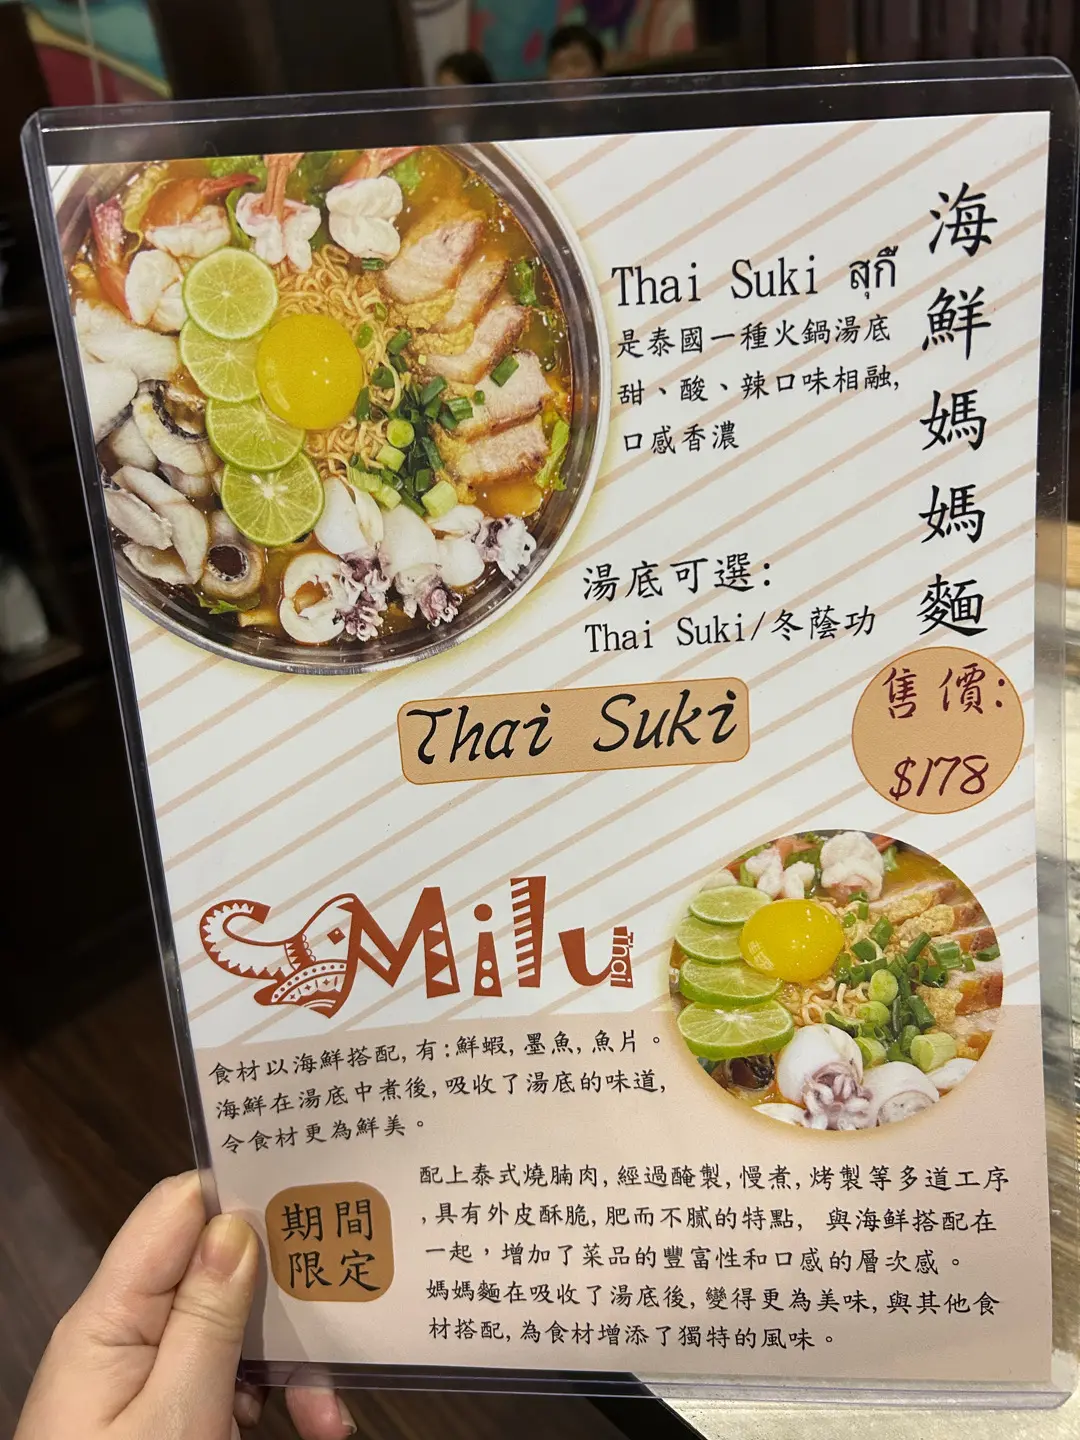 海鮮媽媽麵
Thai Suki สุกี้
是泰國一種火鍋湯底
甜、酸、辣口味相融,
口感香濃
湯底可選:
Thai Suki/冬蔭功
售價:
$178
Thai Suki
Milu
Thai
食材以海鮮搭配,有:鮮蝦,墨魚,魚片。
海鮮在湯底中煮後,吸收了湯底的味道,
令食材更為鮮美。
期間
限定
配上泰式燒腩肉,經過醃製,慢煮,烤製等多道工序
,具有外皮酥脆,肥而不膩的特點, 與海鮮搭配在
一起,增加了菜品的豐富性和口感的層次感。
媽媽麵在吸收了湯底後,變得更為美味,與其他食
材搭配,為食材增添了獨特的風味。